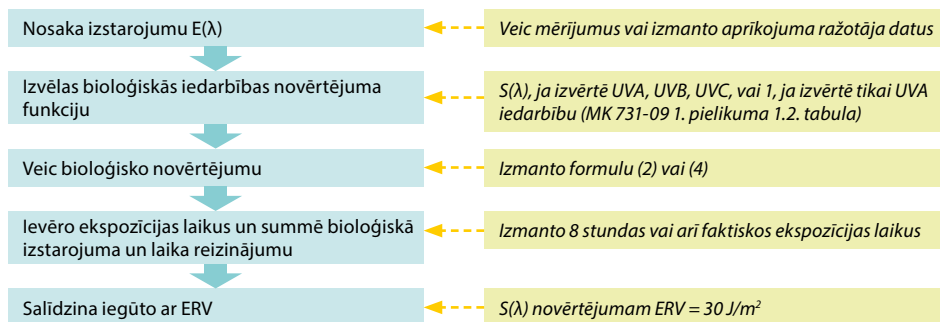 Nosaka izstarojumu E(λ)
Veic mērījumus vai izmanto aprīkojuma ražotāja datus
Izvēlas bioloģiskās iedarbības novērtējuma
funkciju
S(λ), ja izvērtē UVA, UVB, UVC, vai 1, ja izvērtē tikai UVA
iedarbību (MK 731-09 1. pielikuma 1.2. tabula)
Veic bioloģisko novērtējumu
Izmanto formulu (2) vai (4)
Ievēro ekspozīcijas laikus un summē bioloģiskā
izstarojuma un laika reizinājumu
Izmanto 8 stundas vai arī faktiskos ekspozīcijas laikus
Salīdzina iegūto ar ERV
S(λ) novērtējumam ERV = 30 J/m²